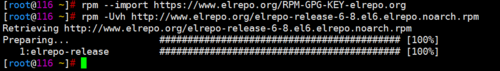 [root@116 ~]# rpm --import https://www.elrepo.org/RPM-GPG-KEY-elrepo.org
[root@116 ~]# rpm -Uvh http://www.elrepo.org/elrepo-release-6-8.el6.elrepo.noarch.rpm
Retrieving http://www.elrepo.org/elrepo-release-6-8.el6.elrepo.noarch.rpm
Preparing... ########################################### [100%]
1:elrepo-release ########################################### [100%]
[root@116 ~]#